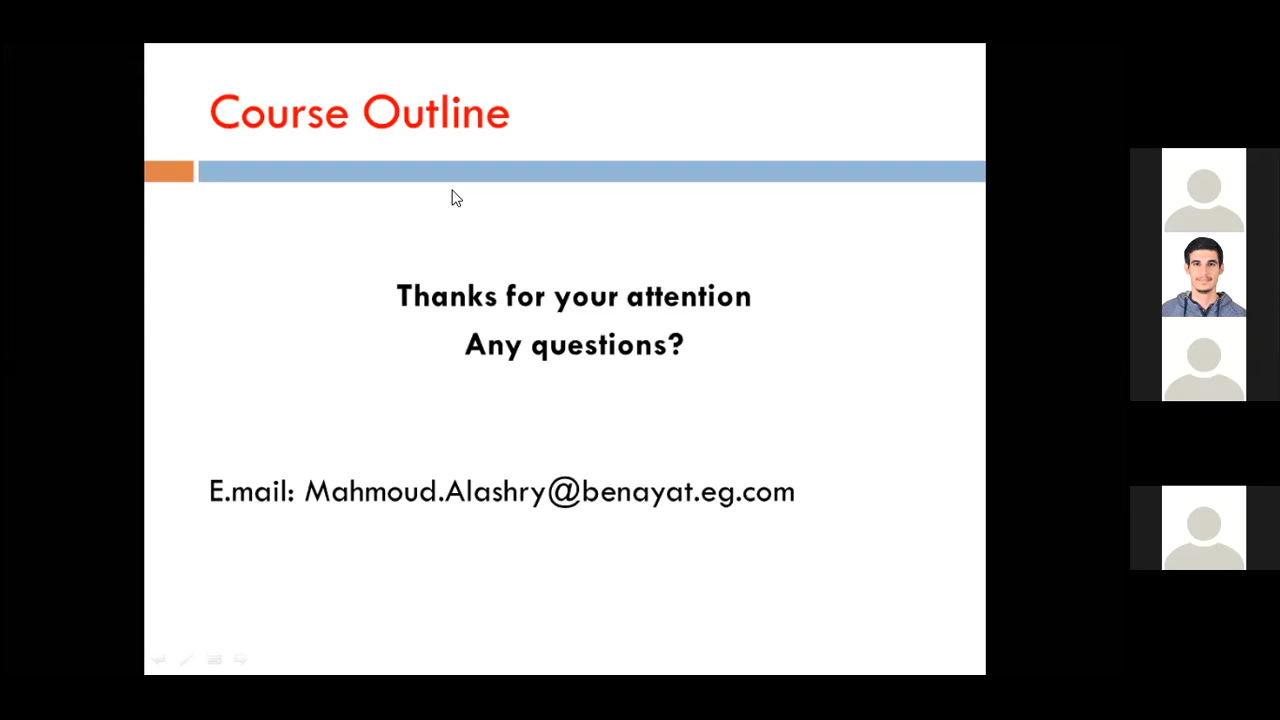 Course Outline
Thanks for your attention
Any questions?
E.mail: Mahmoud.Alashry@benayat.eg.com